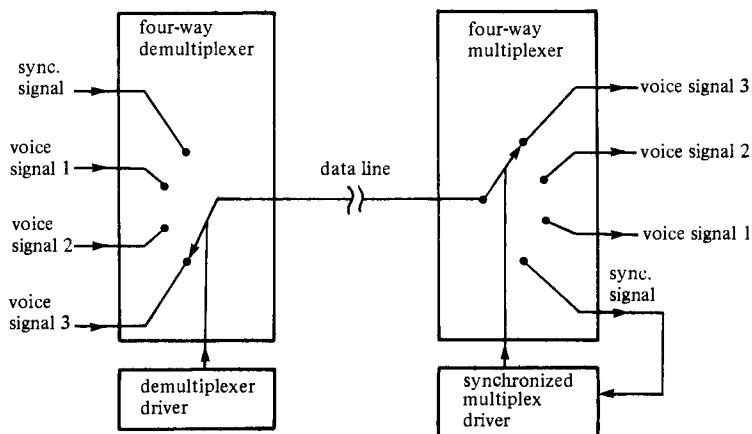 four-way
demultiplexer
sync.
signal
voice
signal 1
voice
signal 2
voice
signal 3
demultiplexer
driver
data line
four-way
multiplexer
voice signal 3
voice signal 2
voice signal 1
sync.
signal
synchronized
multiplex
driver